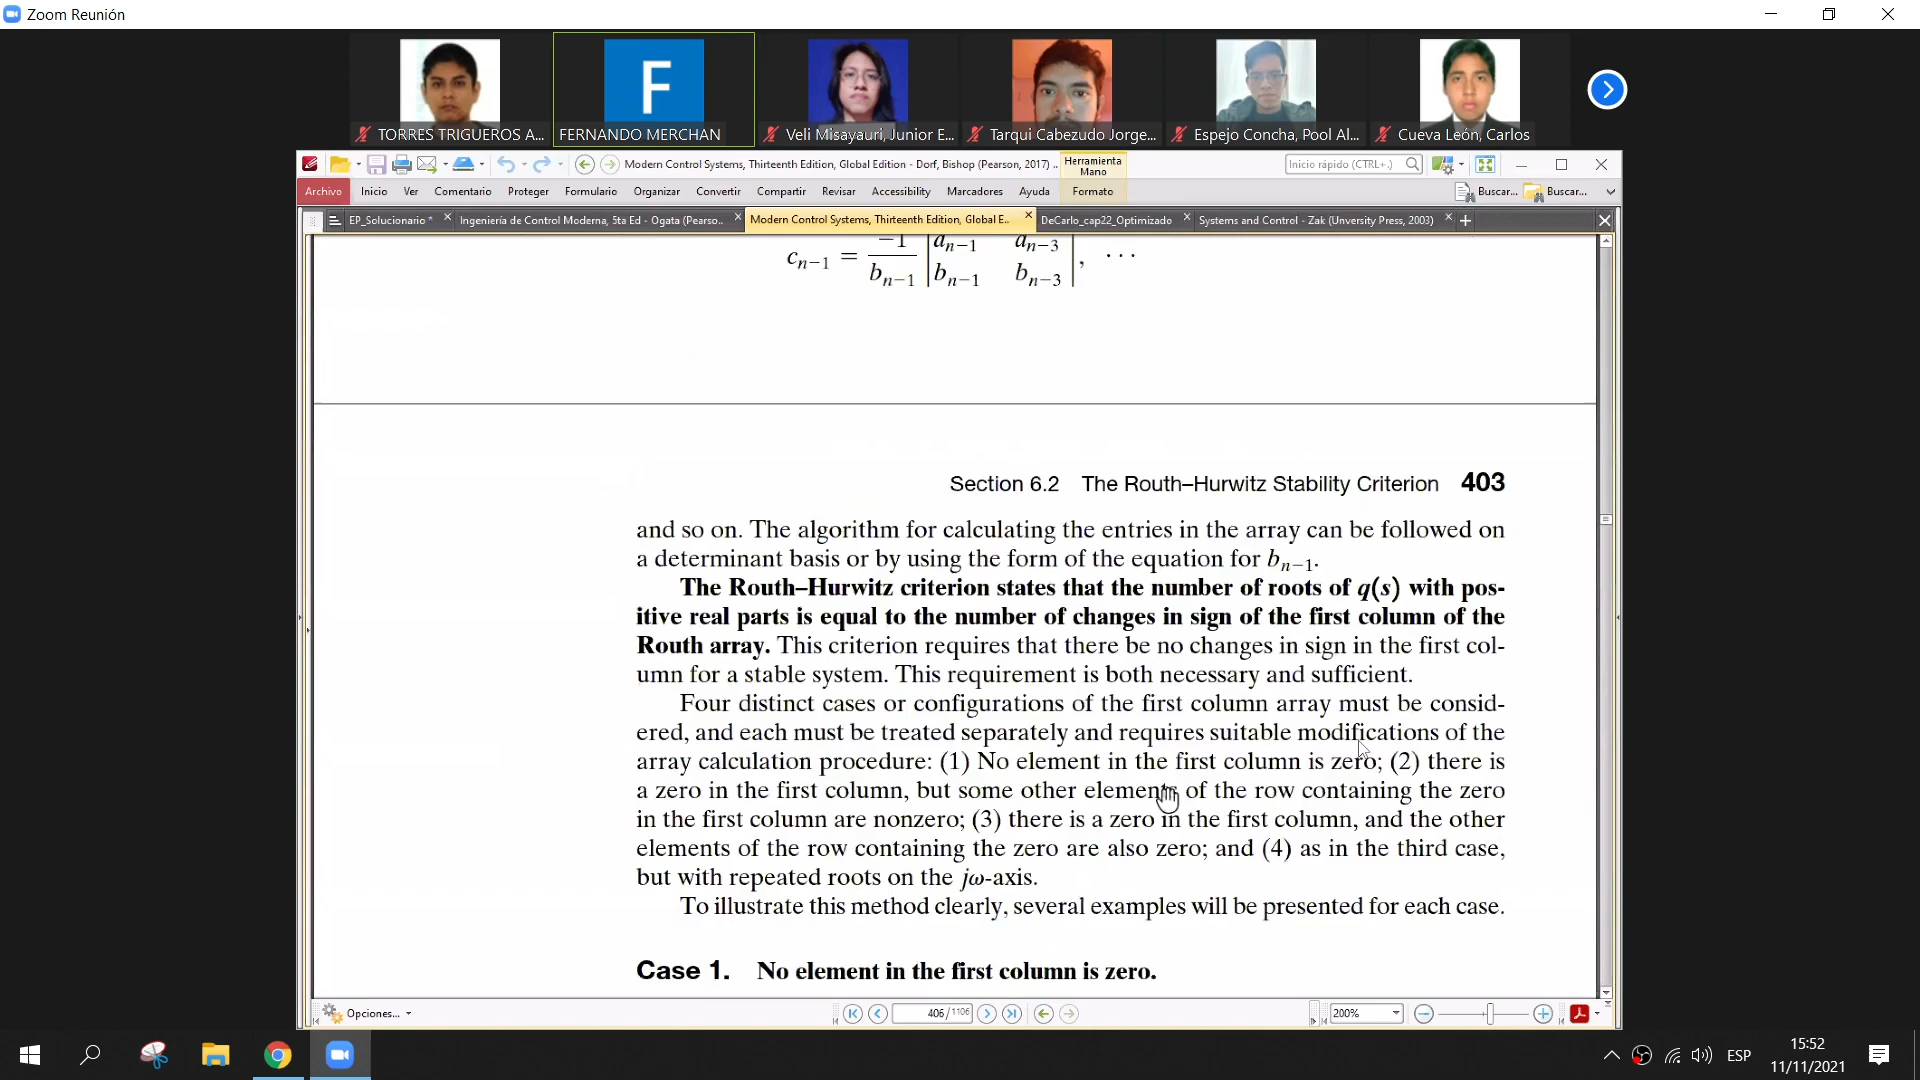 Zoom Reunión
F
TORRES TRIGUEROS A...
FERNANDO MERCHAN
Veli Misayauri, Junior E...
Tarqui Cabezudo Jorge...
Espejo Concha, Pool Al...
Cueva León, Carlos
Modern Control Systems, Thirteenth Edition, Global Edition - Dorf, Bishop (Pearson, 2017) ..
Herramienta Mano
Inicio rápido (CTRL+.)
Archivo Inicio Ver Comentario Proteger Formulario Organizar Convertir Compartir Revisar Accessibility Marcadores Ayuda Formato Buscar... Buscar...
EP_Solucionario * Ingeniería de Control Moderna, 5ta Ed - Ogata (Pearso.. Modern Control Systems, Thirteenth Edition, Global E.. DeCarlo_cap22_Optimizado Systems and Control - Zak (Unversity Press, 2003)
−1 a_{n−1} a_{n−3}
c_{n−1} = , ···
b_{n−1} b_{n−1} b_{n−3}
Section 6.2 The Routh–Hurwitz Stability Criterion 403
and so on. The algorithm for calculating the entries in the array can be followed on
a determinant basis or by using the form of the equation for b_{n−1}.
The Routh–Hurwitz criterion states that the number of roots of q(s) with pos-
itive real parts is equal to the number of changes in sign of the first column of the
Routh array. This criterion requires that there be no changes in sign in the first col-
umn for a stable system. This requirement is both necessary and sufficient.
Four distinct cases or configurations of the first column array must be consid-
ered, and each must be treated separately and requires suitable modifications of the
array calculation procedure: (1) No element in the first column is zero; (2) there is
a zero in the first column, but some other elements of the row containing the zero
in the first column are nonzero; (3) there is a zero in the first column, and the other
elements of the row containing the zero are also zero; and (4) as in the third case,
but with repeated roots on the jω-axis.
To illustrate this method clearly, several examples will be presented for each case.
Case 1. No element in the first column is zero.
Opciones...
406 / 1106
200%
ESP
15:52
11/11/2021